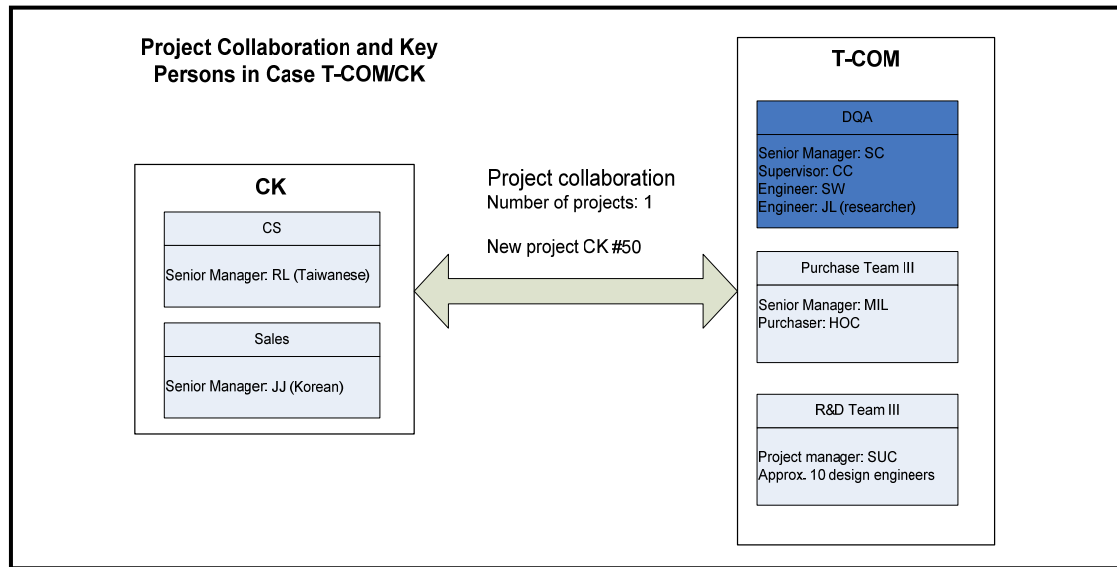 Project Collaboration and Key
Persons in Case T-COM/CK
CK
CS
Senior Manager: RL (Taiwanese)
Sales
Senior Manager: JJ (Korean)
Project collaboration
Number of projects: 1
New project CK #50
T-COM
DQA
Senior Manager: SC
Supervisor: CC
Engineer: SW
Engineer: JL (researcher)
Purchase Team III
Senior Manager: MIL
Purchaser: HOC
R&D Team III
Project manager: SUC
Approx. 10 design engineers